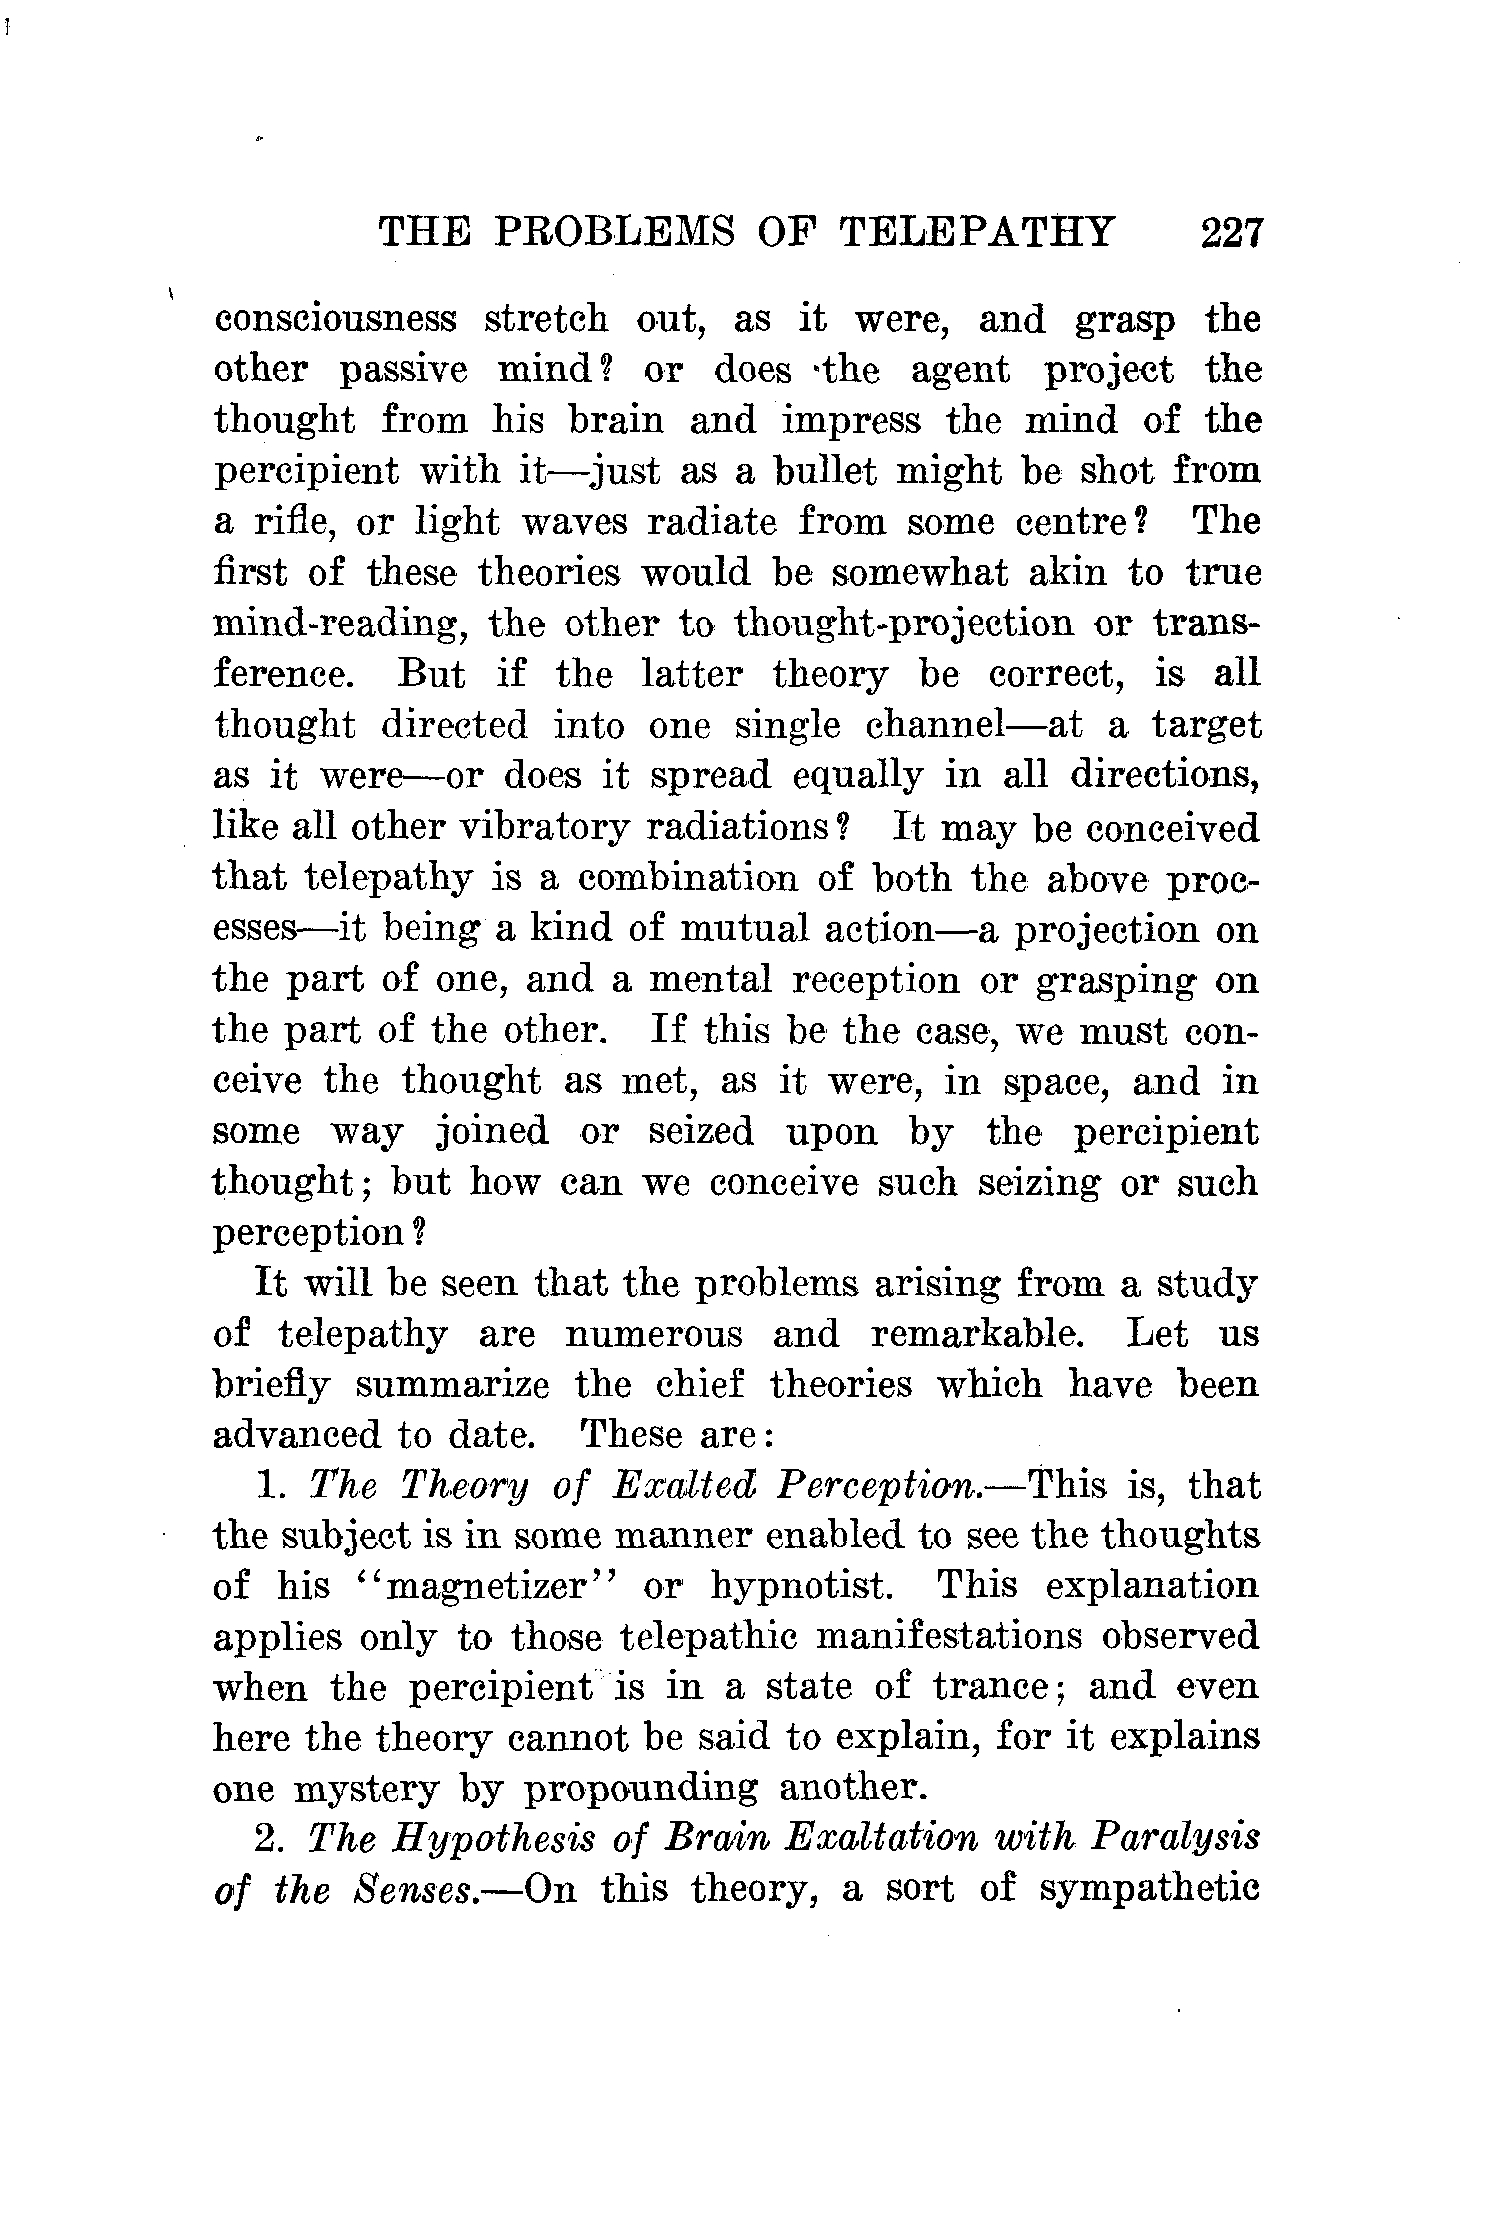 THE PROBLEMS OF TELEPATHY 227
consciousness stretch out, as it were, and grasp the
other passive mind? or does the agent project the
thought from his brain and impress the mind of the
percipient with it—just as a bullet might be shot from
a rifle, or light waves radiate from some centre? The
first of these theories would be somewhat akin to true
mind-reading, the other to thought-projection or trans-
ference. But if the latter theory be correct, is all
thought directed into one single channel—at a target
as it were—or does it spread equally in all directions,
like all other vibratory radiations? It may be conceived
that telepathy is a combination of both the above proc-
esses—it being a kind of mutual action—a projection on
the part of one, and a mental reception or grasping on
the part of the other. If this be the case, we must con-
ceive the thought as met, as it were, in space, and in
some way joined or seized upon by the percipient
thought; but how can we conceive such seizing or such
perception?
It will be seen that the problems arising from a study
of telepathy are numerous and remarkable. Let us
briefly summarize the chief theories which have been
advanced to date. These are:
1. The Theory of Exalted Perception.—This is, that
the subject is in some manner enabled to see the thoughts
of his "magnetizer" or hypnotist. This explanation
applies only to those telepathic manifestations observed
when the percipient is in a state of trance; and even
here the theory cannot be said to explain, for it explains
one mystery by propounding another.
2. The Hypothesis of Brain Exaltation with Paralysis
of the Senses.—On this theory, a sort of sympathetic